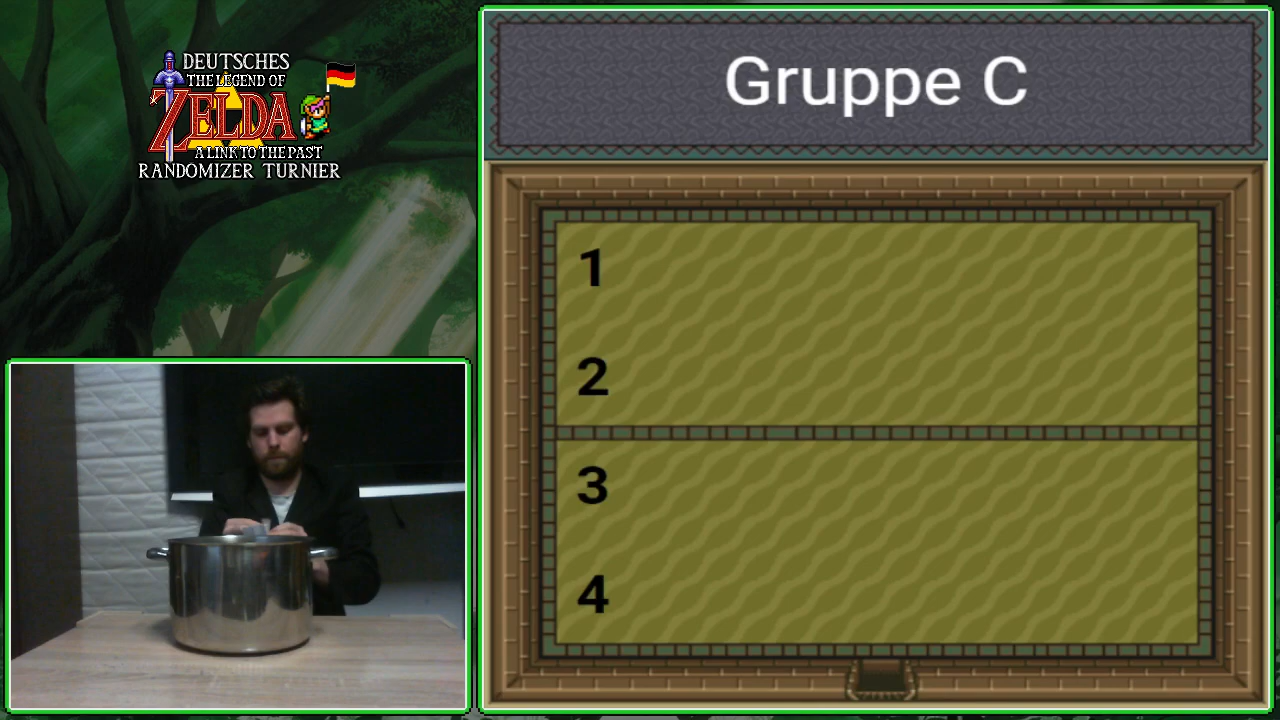 DEUTSCHES
THE LEGEND OF
ZELDA
A LINK TO THE PAST
RANDOMIZER TURNIER
Gruppe C
1
2
3
4